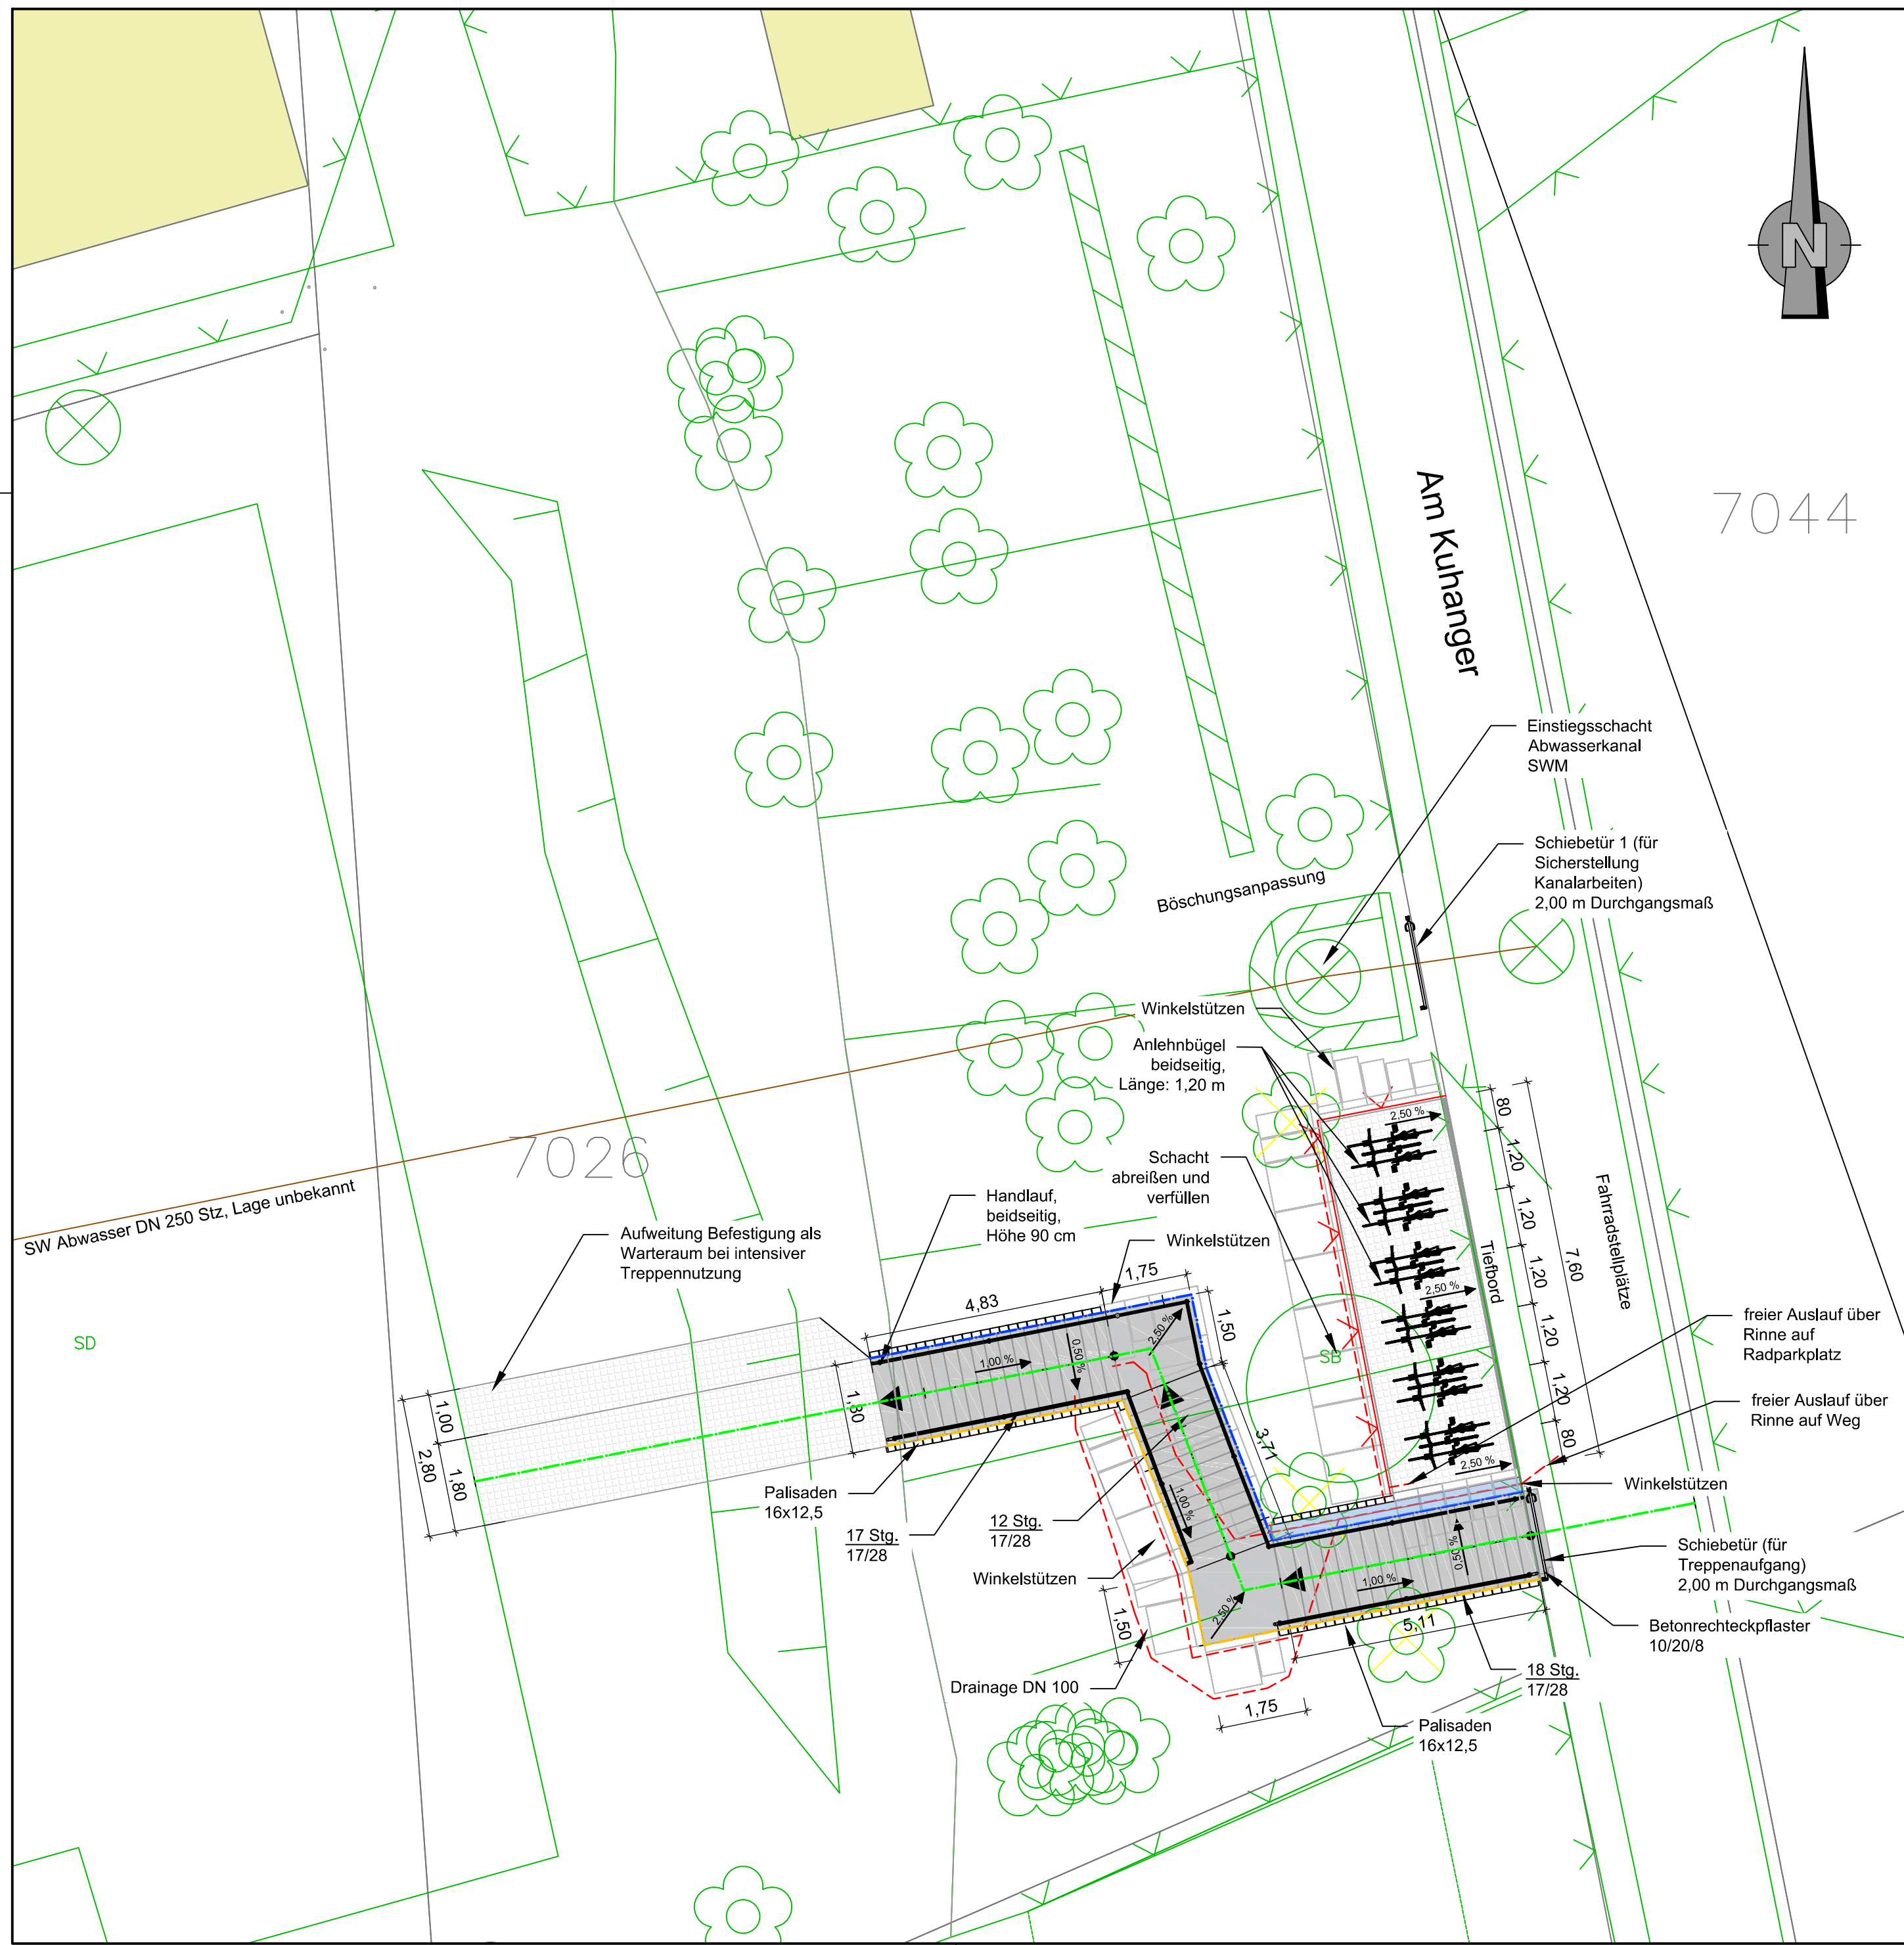 N
Am Kuhanger
7044
Einstiegsschacht
Abwasserkanal
SWM
Schiebetür 1 (für
Sicherstellung
Kanalarbeiten)
2,00 m Durchgangsmaß
Böschungsanpassung
Winkelstützen
Anlehnbügel
beidseitig,
Länge: 1,20 m
Schacht
abreißen und
verfüllen
7026
SW Abwasser DN 250 Stz, Lage unbekannt
Aufweitung Befestigung als
Warteraum bei intensiver
Treppennutzung
Handlauf,
beidseitig,
Höhe 90 cm
Winkelstützen
SD
SB
2,50 %
2,50 %
2,50 %
80
1,20
1,20
1,20
1,20
1,20
80
7,60
Tiefbord
Fahrradstellplätze
freier Auslauf über
Rinne auf
Radparkplatz
freier Auslauf über
Rinne auf Weg
Winkelstützen
4,83
1,75
1,50
1,00 %
0,50 %
2,50 %
1,30
3,71
1,00
2,80
1,80
Palisaden
16x12,5
17 Stg.
17/28
12 Stg.
17/28
1,00 %
Winkelstützen
1,50
2,50 %
1,00 %
0,50 %
5,11
Schiebetür (für
Treppenaufgang)
2,00 m Durchgangsmaß
Betonrechteckpflaster
10/20/8
18 Stg.
17/28
Drainage DN 100
1,75
Palisaden
16x12,5